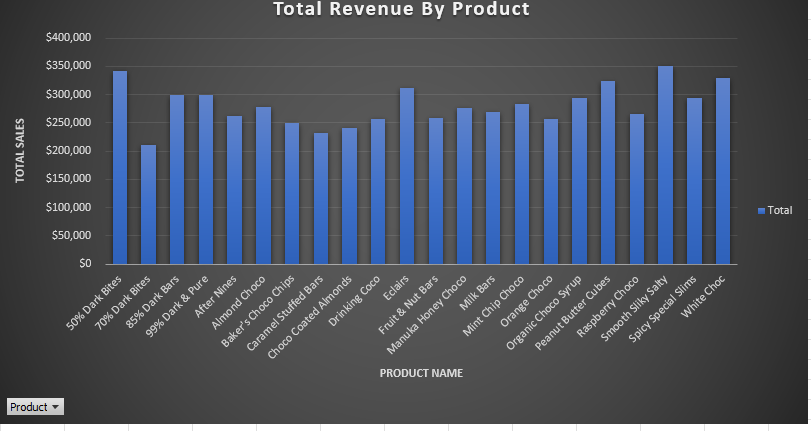 Total Revenue By Product
$400,000
$350,000
$300,000
$250,000
$200,000
$150,000
$100,000
$50,000
$0
TOTAL SALES
50% Dark Bites
70% Dark Bites
85% Dark Bars
99% Dark & Pure
After Nines
Almond Choco
Baker's Choco Chips
Caramel Stuffed Bars
Choco Coated Almonds
Drinking Coco
Eclairs
Fruit & Nut Bars
Manuka Honey Choco
Milk Bars
Mint Chip Choco
Orange Choco
Organic Choco Syrup
Peanut Butter Cubes
Raspberry Choco
Smooth Sliky Salty
Spicy Special Slims
White Choc
PRODUCT NAME
Total
Product